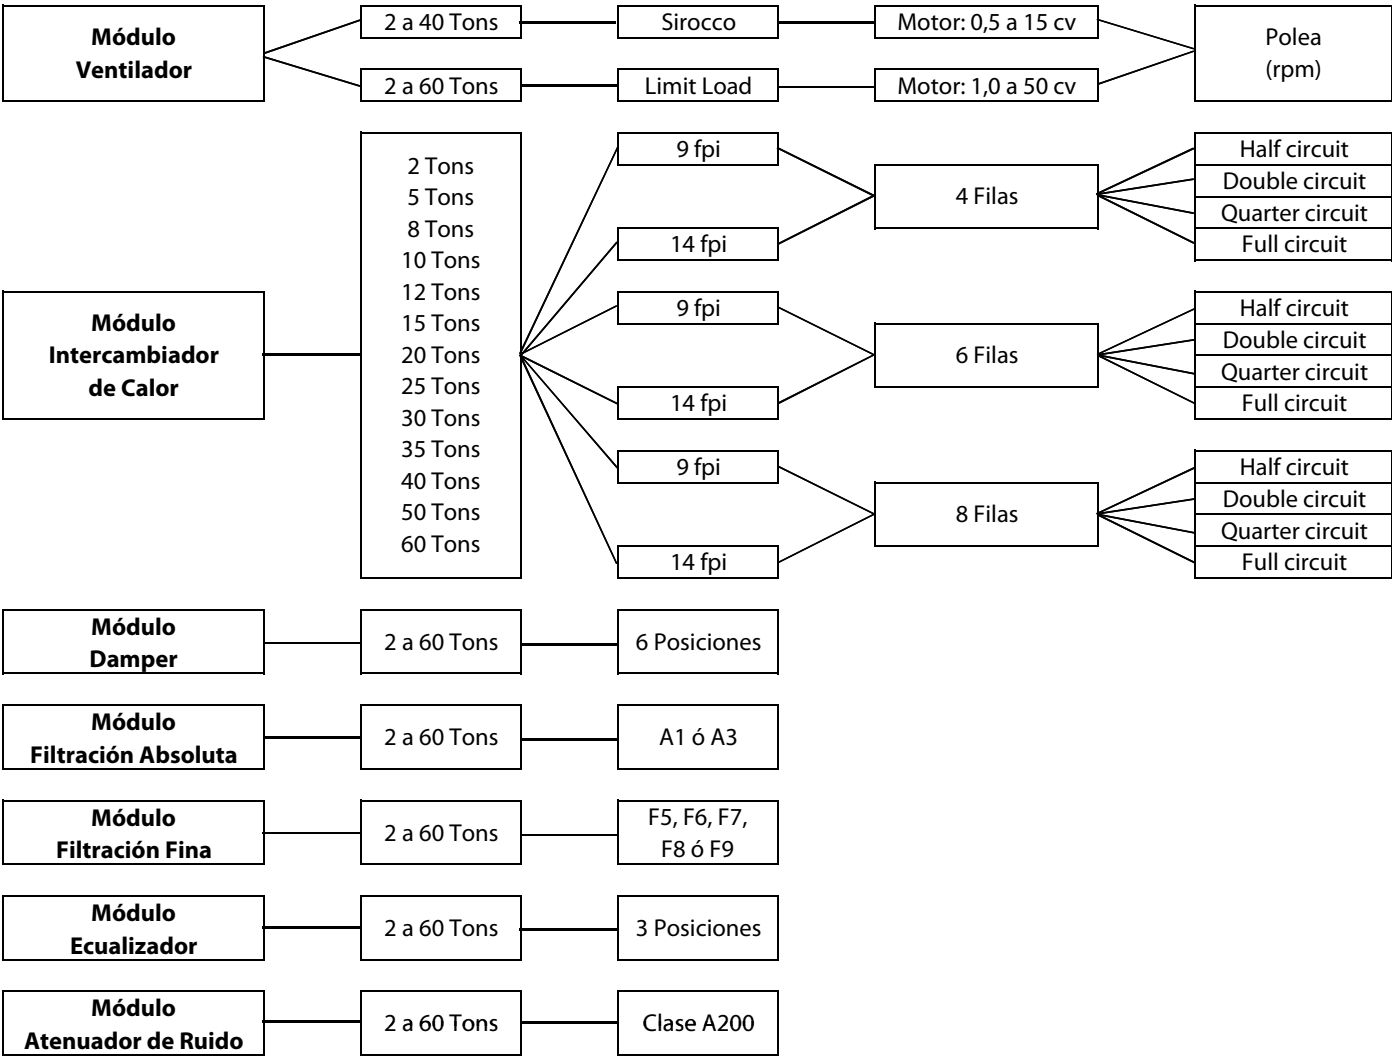 Módulo
Ventilador
2 a 40 Tons
Sirocco
Motor: 0,5 a 15 cv
2 a 60 Tons
Limit Load
Motor: 1,0 a 50 cv
Polea
(rpm)
Módulo
Intercambiador
de Calor
2 Tons
5 Tons
8 Tons
10 Tons
12 Tons
15 Tons
20 Tons
25 Tons
30 Tons
35 Tons
40 Tons
50 Tons
60 Tons
9 fpi
14 fpi
4 Filas
Half circuit
Double circuit
Quarter circuit
Full circuit
9 fpi
14 fpi
6 Filas
Half circuit
Double circuit
Quarter circuit
Full circuit
9 fpi
14 fpi
8 Filas
Half circuit
Double circuit
Quarter circuit
Full circuit
Módulo
Damper
2 a 60 Tons
6 Posiciones
Módulo
Filtración Absoluta
2 a 60 Tons
A1 ó A3
Módulo
Filtración Fina
2 a 60 Tons
F5, F6, F7,
F8 ó F9
Módulo
Ecualizador
2 a 60 Tons
3 Posiciones
Módulo
Atenuador de Ruido
2 a 60 Tons
Clase A200